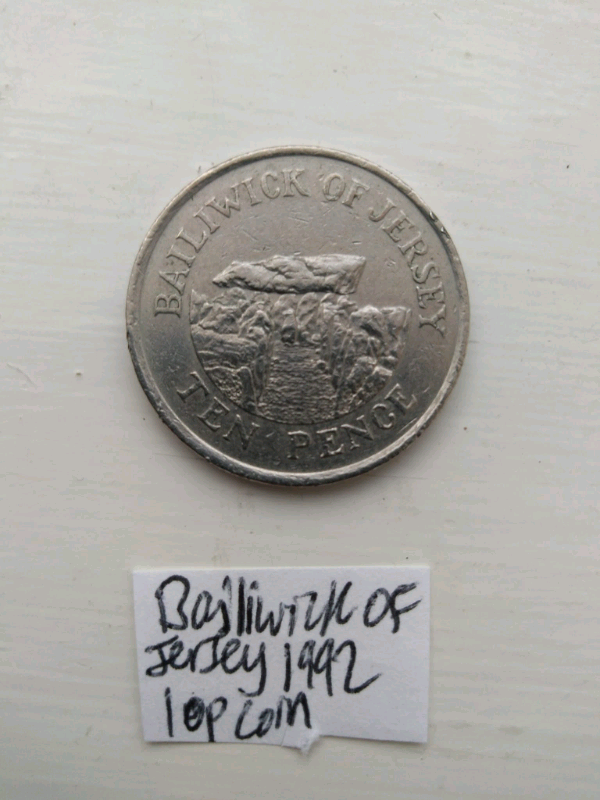 BAILIWICK OF JERSEY
TEN PENCE
Bailiwick OF
Jersey 1992
10p coin